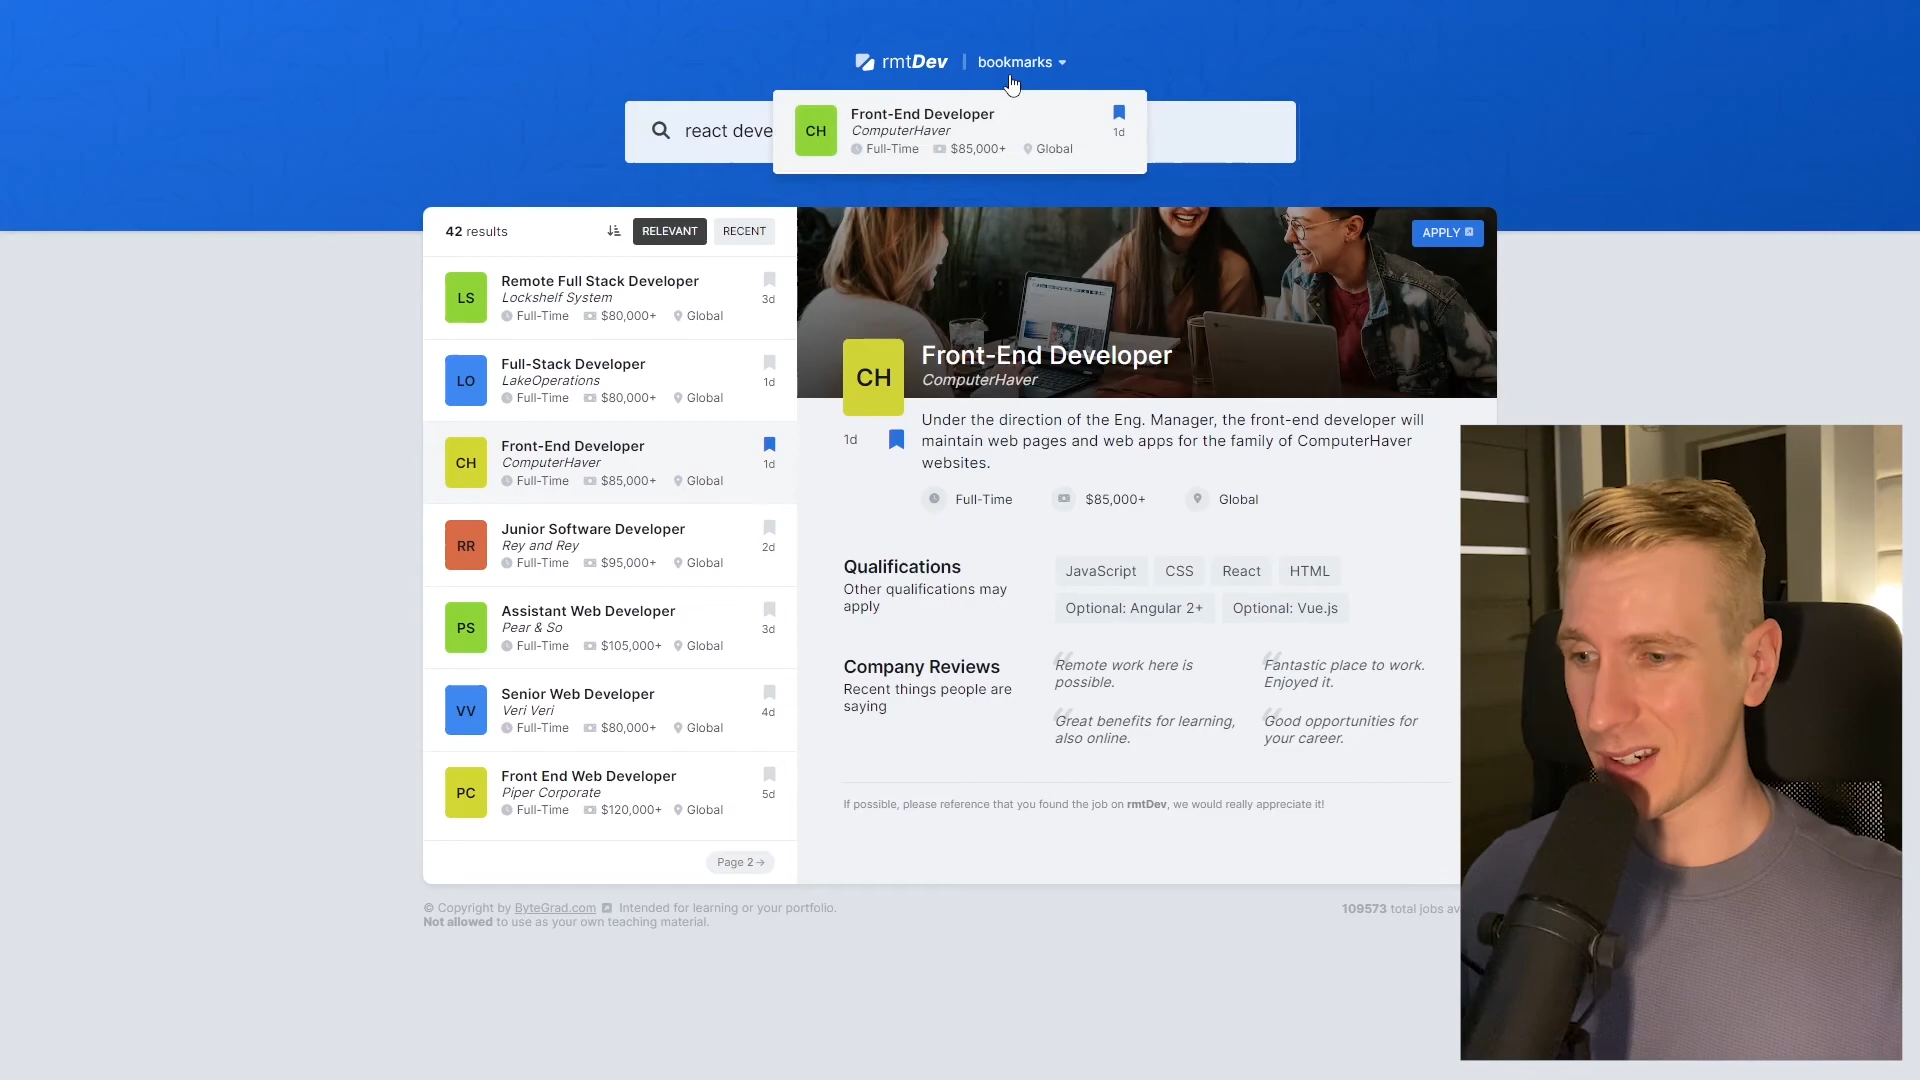 rmtDev
bookmarks
react deve
CH
Front-End Developer
ComputerHaver
Full-Time $85,000+ Global
1d
42 results
RELEVANT
RECENT
LS
Remote Full Stack Developer
Lockshelf System
Full-Time $80,000+ Global
3d
LO
Full-Stack Developer
LakeOperations
Full-Time $80,000+ Global
1d
CH
Front-End Developer
ComputerHaver
Full-Time $85,000+ Global
1d
RR
Junior Software Developer
Rey and Rey
Full-Time $95,000+ Global
2d
PS
Assistant Web Developer
Pear & So
Full-Time $105,000+ Global
3d
VV
Senior Web Developer
Veri Veri
Full-Time $80,000+ Global
4d
PC
Front End Web Developer
Piper Corporate
Full-Time $120,000+ Global
5d
Page 2
APPLY
CH
Front-End Developer
ComputerHaver
1d
Under the direction of the Eng. Manager, the front-end developer will
maintain web pages and web apps for the family of ComputerHaver
websites.
Full-Time $85,000+ Global
Qualifications
Other qualifications may
apply
JavaScript CSS React HTML
Optional: Angular 2+ Optional: Vue.js
Company Reviews
Recent things people are
saying
Remote work here is
possible.
Fantastic place to work.
Enjoyed it.
Great benefits for learning,
also online.
Good opportunities for
your career.
If possible, please reference that you found the job on rmtDev, we would really appreciate it!
© Copyright by ByteGrad.com Intended for learning or your portfolio.
Not allowed to use as your own teaching material.
109573 total jobs av